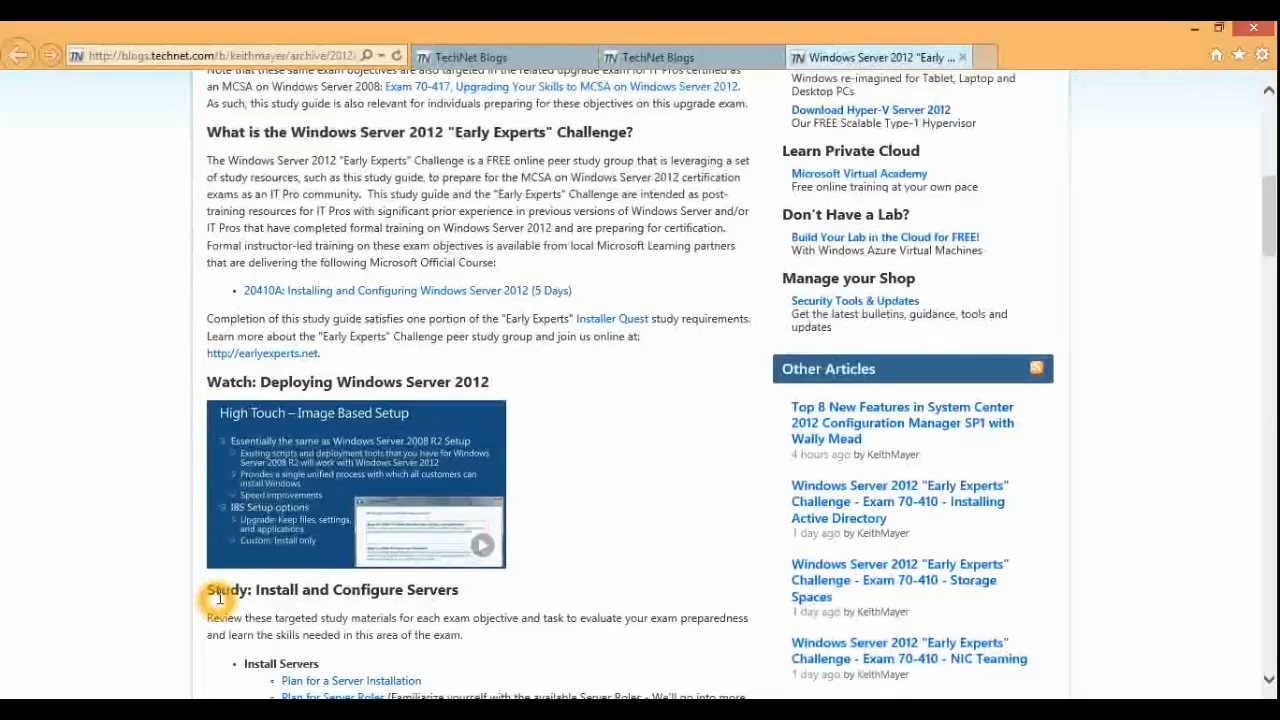 http://blogs.technet.com/b/keithmayer/archive/2012/
TechNet Blogs
TechNet Blogs
Windows Server 2012 "Early ...
Note that these same exam objectives are also targeted in the related upgrade exam for IT Pros certified as
an MCSA on Windows Server 2008: Exam 70-417, Upgrading Your Skills to MCSA on Windows Server 2012.
As such, this study guide is also relevant for individuals preparing for these objectives on this upgrade exam.
What is the Windows Server 2012 "Early Experts" Challenge?
The Windows Server 2012 "Early Experts" Challenge is a FREE online peer study group that is leveraging a set
of study resources, such as this study guide, to prepare for the MCSA on Windows Server 2012 certification
exams as an IT Pro community. This study guide and the "Early Experts" Challenge are intended as post-
training resources for IT Pros with significant prior experience in previous versions of Windows Server and/or
IT Pros that have completed formal training on Windows Server 2012 and are preparing for certification.
Formal instructor-led training on these exam objectives is available from local Microsoft Learning partners
that are delivering the following Microsoft Official Course:
20410A: Installing and Configuring Windows Server 2012 (5 Days)
Completion of this study guide satisfies one portion of the "Early Experts" Installer Quest study requirements.
Learn more about the "Early Experts" Challenge peer study group and join us online at:
http://earlyexperts.net.
Watch: Deploying Windows Server 2012
High Touch – Image Based Setup
Essentially the same as Windows Server 2008 R2 Setup
Existing scripts and deployment tools that you have for Windows
Server 2008 R2 will work with Windows Server 2012
Provides a single unified process with which all customers can
install Windows
Speed improvements
IBS Setup options
Upgrade: Keep files, settings,
and applications
Custom: Install only
Study: Install and Configure Servers
Review these targeted study materials for each exam objective and task to evaluate your exam preparedness
and learn the skills needed in this area of the exam.
Install Servers
Plan for a Server Installation
Plan for Server Roles (Familiarize yourself with the available Server Roles - We'll go into more
Windows re-imagined for Tablet, Laptop and
Desktop PCs
Download Hyper-V Server 2012
Our FREE Scalable Type-1 Hypervisor
Learn Private Cloud
Microsoft Virtual Academy
Free online training at your own pace
Don't Have a Lab?
Build Your Lab in the Cloud for FREE!
With Windows Azure Virtual Machines
Manage your Shop
Security Tools & Updates
Get the latest bulletins, guidance, tools and
updates
Other Articles
Top 8 New Features in System Center
2012 Configuration Manager SP1 with
Wally Mead
4 hours ago by KeithMayer
Windows Server 2012 "Early Experts"
Challenge - Exam 70-410 - Installing
Active Directory
1 day ago by KeithMayer
Windows Server 2012 "Early Experts"
Challenge - Exam 70-410 - Storage
Spaces
1 day ago by KeithMayer
Windows Server 2012 "Early Experts"
Challenge - Exam 70-410 - NIC Teaming
1 day ago by KeithMayer